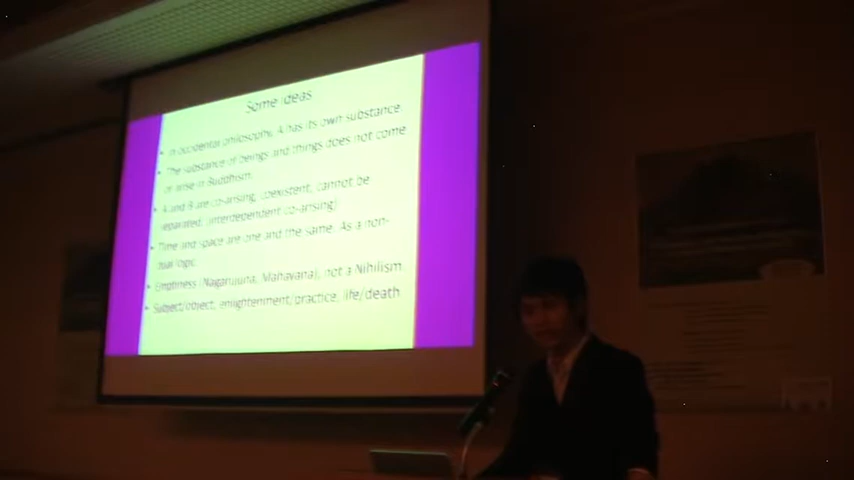 Some ideas
• In occidental philosophy, A has its own substance.
• The substance of beings and things does not come
or arise in Buddhism.
• A and B are co-arising, coexistent, cannot be
separated. (interdependent co-arising)
• Time and space are one and the same. As a non-
dual logic.
• Emptiness (Nagarujuna, Mahayana), not a Nihilism
• Subject/object, enlightenment/practice, life/death